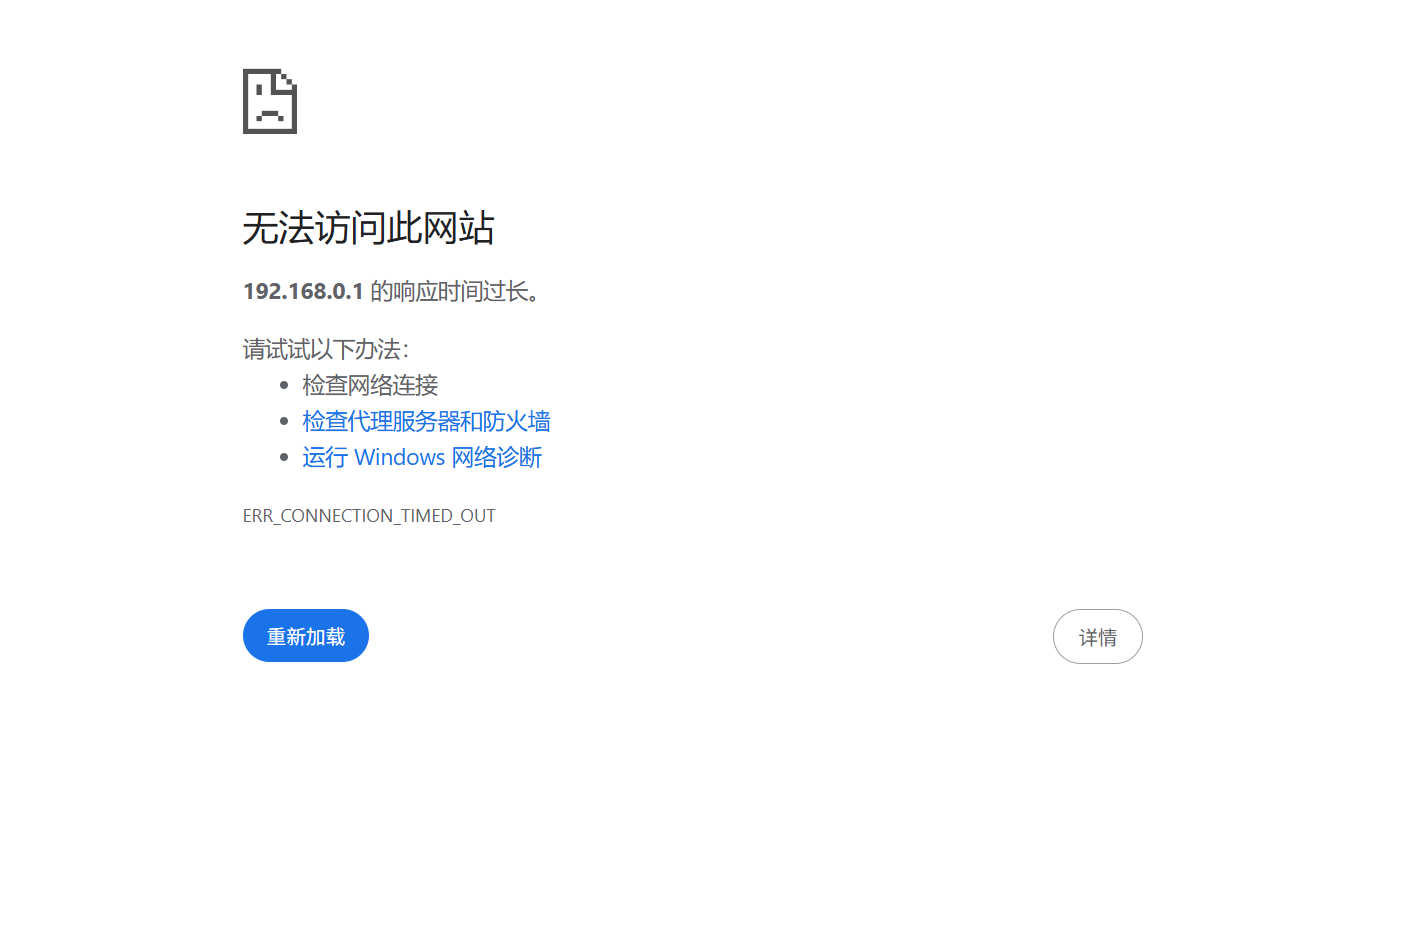 无法访问此网站
192.168.0.1 的响应时间过长。
请试试以下办法：
检查网络连接
检查代理服务器和防火墙
运行 Windows 网络诊断
ERR_CONNECTION_TIMED_OUT
重新加载
详情